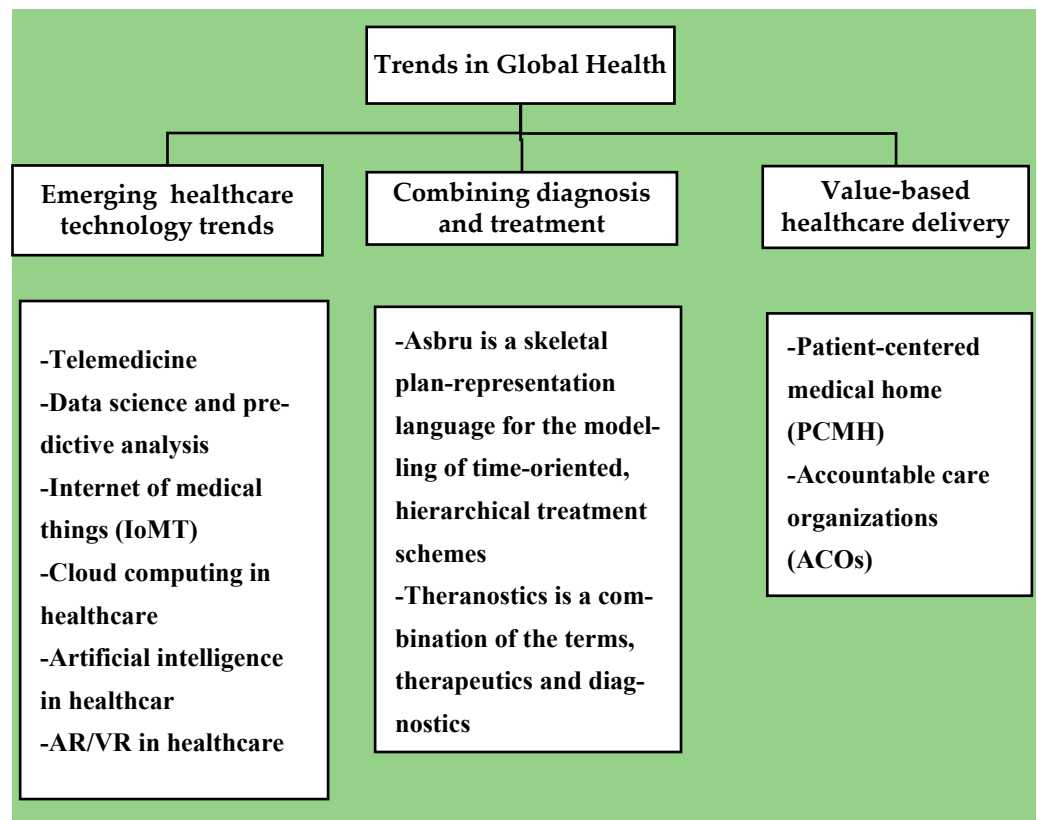 Trends in Global Health
Emerging healthcare
technology trends
Combining diagnosis
and treatment
Value-based
healthcare delivery
-Telemedicine
-Data science and pre-
dictive analysis
-Internet of medical
things (IoMT)
-Cloud computing in
healthcare
-Artificial intelligence
in healthcar
-AR/VR in healthcare
-Asbru is a skeletal
plan-representation
language for the model-
ling of time-oriented,
hierarchical treatment
schemes
-Theranostics is a com-
bination of the terms,
therapeutics and diag-
nostics
-Patient-centered
medical home
(PCMH)
-Accountable care
organizations
(ACOs)